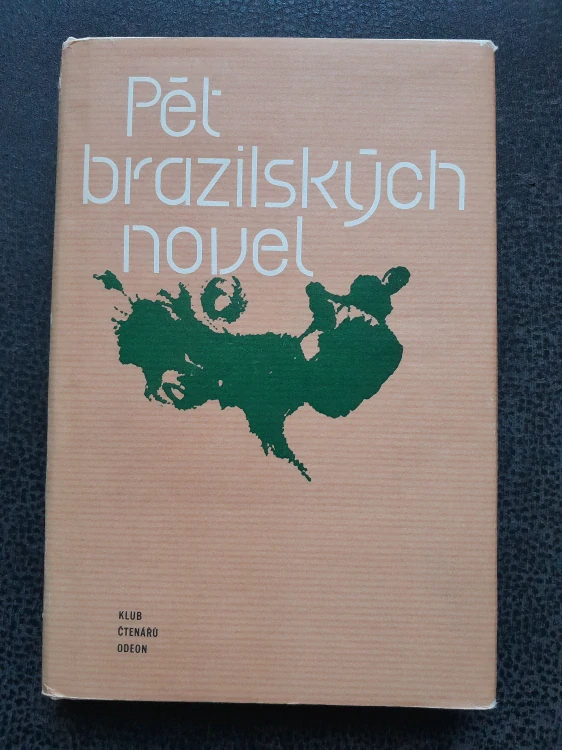 Pět
brazilských
novel
KLUB
ČTENÁŘŮ
ODEON